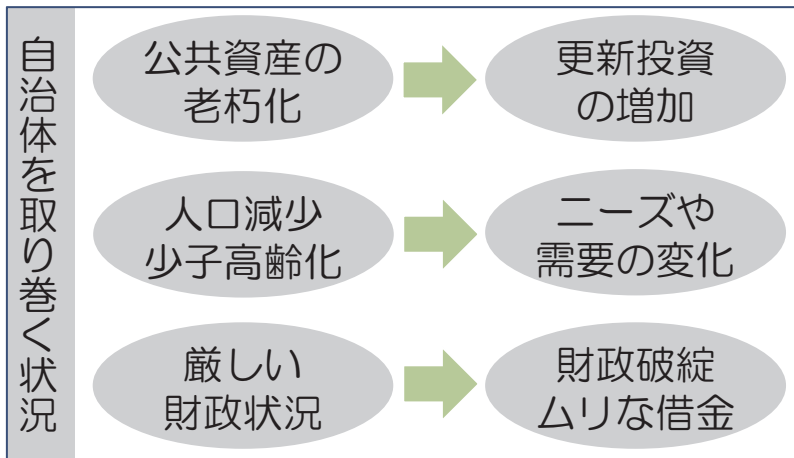 自治体を取り巻く状況
公共資産の
老朽化
更新投資
の増加
人口減少
少子高齢化
ニーズや
需要の変化
厳しい
財政状況
財政破綻
ムリな借金